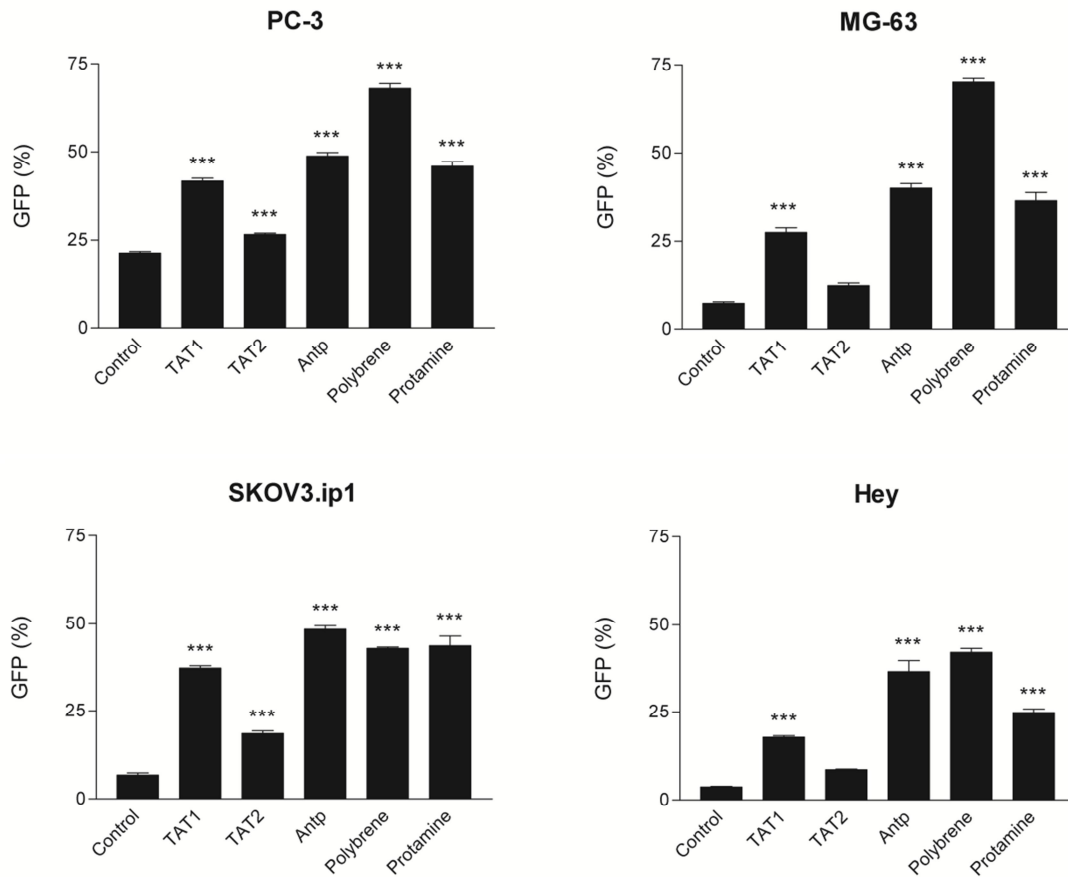 PC-3
75
50
25
0
GFP (%)
***
***
***
***
***
Control
TAT1
TAT2
Antp
Polybrene
Protamine
MG-63
75
50
25
0
GFP (%)
***
***
***
***
Control
TAT1
TAT2
Antp
Polybrene
Protamine
SKOV3.ip1
75
50
25
0
GFP (%)
***
***
***
***
***
Control
TAT1
TAT2
Antp
Polybrene
Protamine
Hey
75
50
25
0
GFP (%)
***
***
***
***
Control
TAT1
TAT2
Antp
Polybrene
Protamine